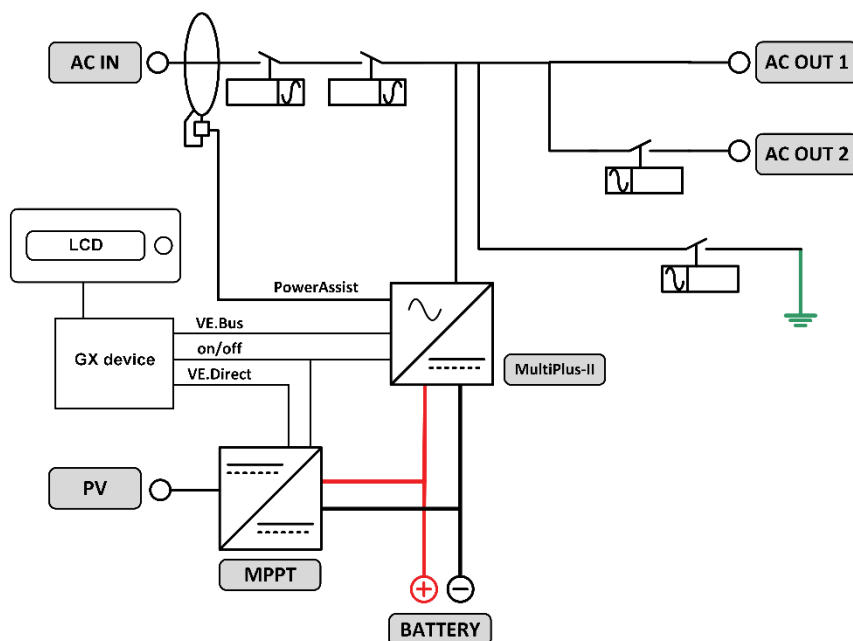 AC IN
AC OUT 1
AC OUT 2
LCD
PowerAssist
VE.Bus
GX device
on/off
MultiPlus-II
VE.Direct
PV
MPPT
+ −
BATTERY